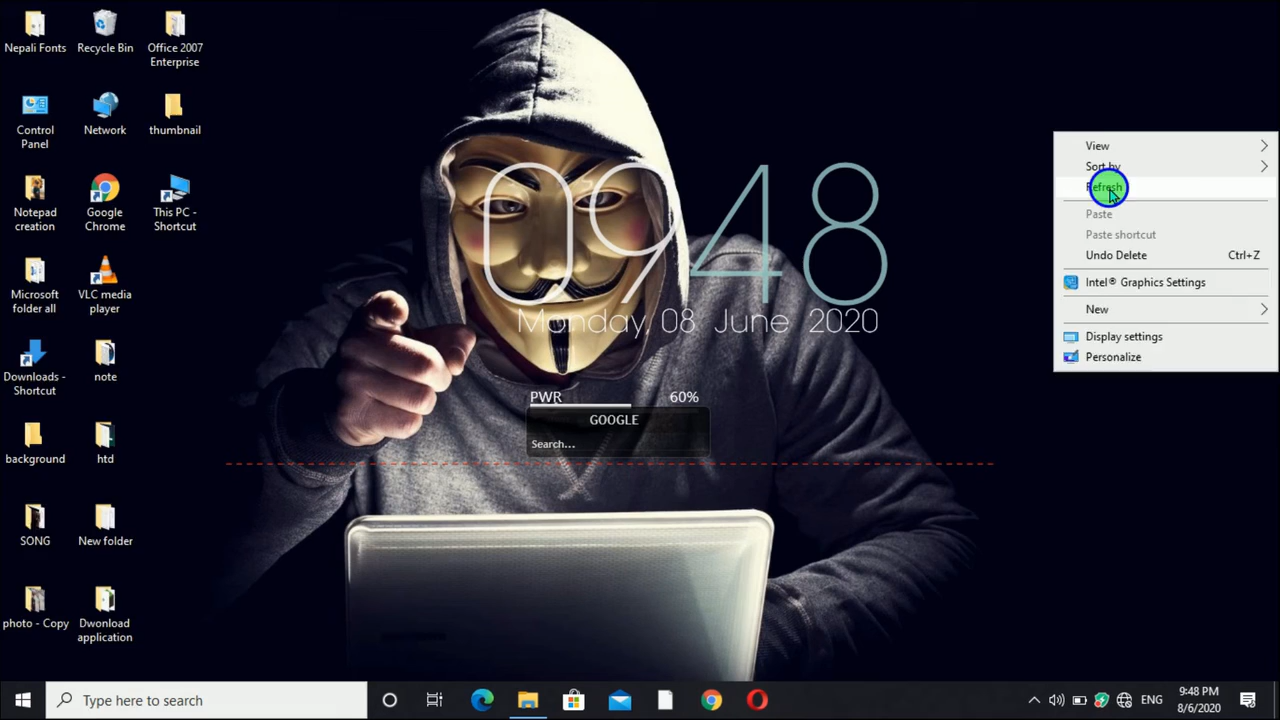 Nepali Fonts
Recycle Bin
Office 2007
Enterprise
Control
Panel
Network
thumbnail
Notepad
creation
Google
Chrome
This PC -
Shortcut
Microsoft
folder all
VLC media
player
Downloads -
Shortcut
note
background
htd
SONG
New folder
photo - Copy
Dwonload
application
09 48
Monday, 08 June 2020
PWR 60%
GOOGLE
Search...
View
Sort by
Refresh
Paste
Paste shortcut
Undo Delete Ctrl+Z
Intel® Graphics Settings
New
Display settings
Personalize
Type here to search
ENG
9:48 PM
8/6/2020